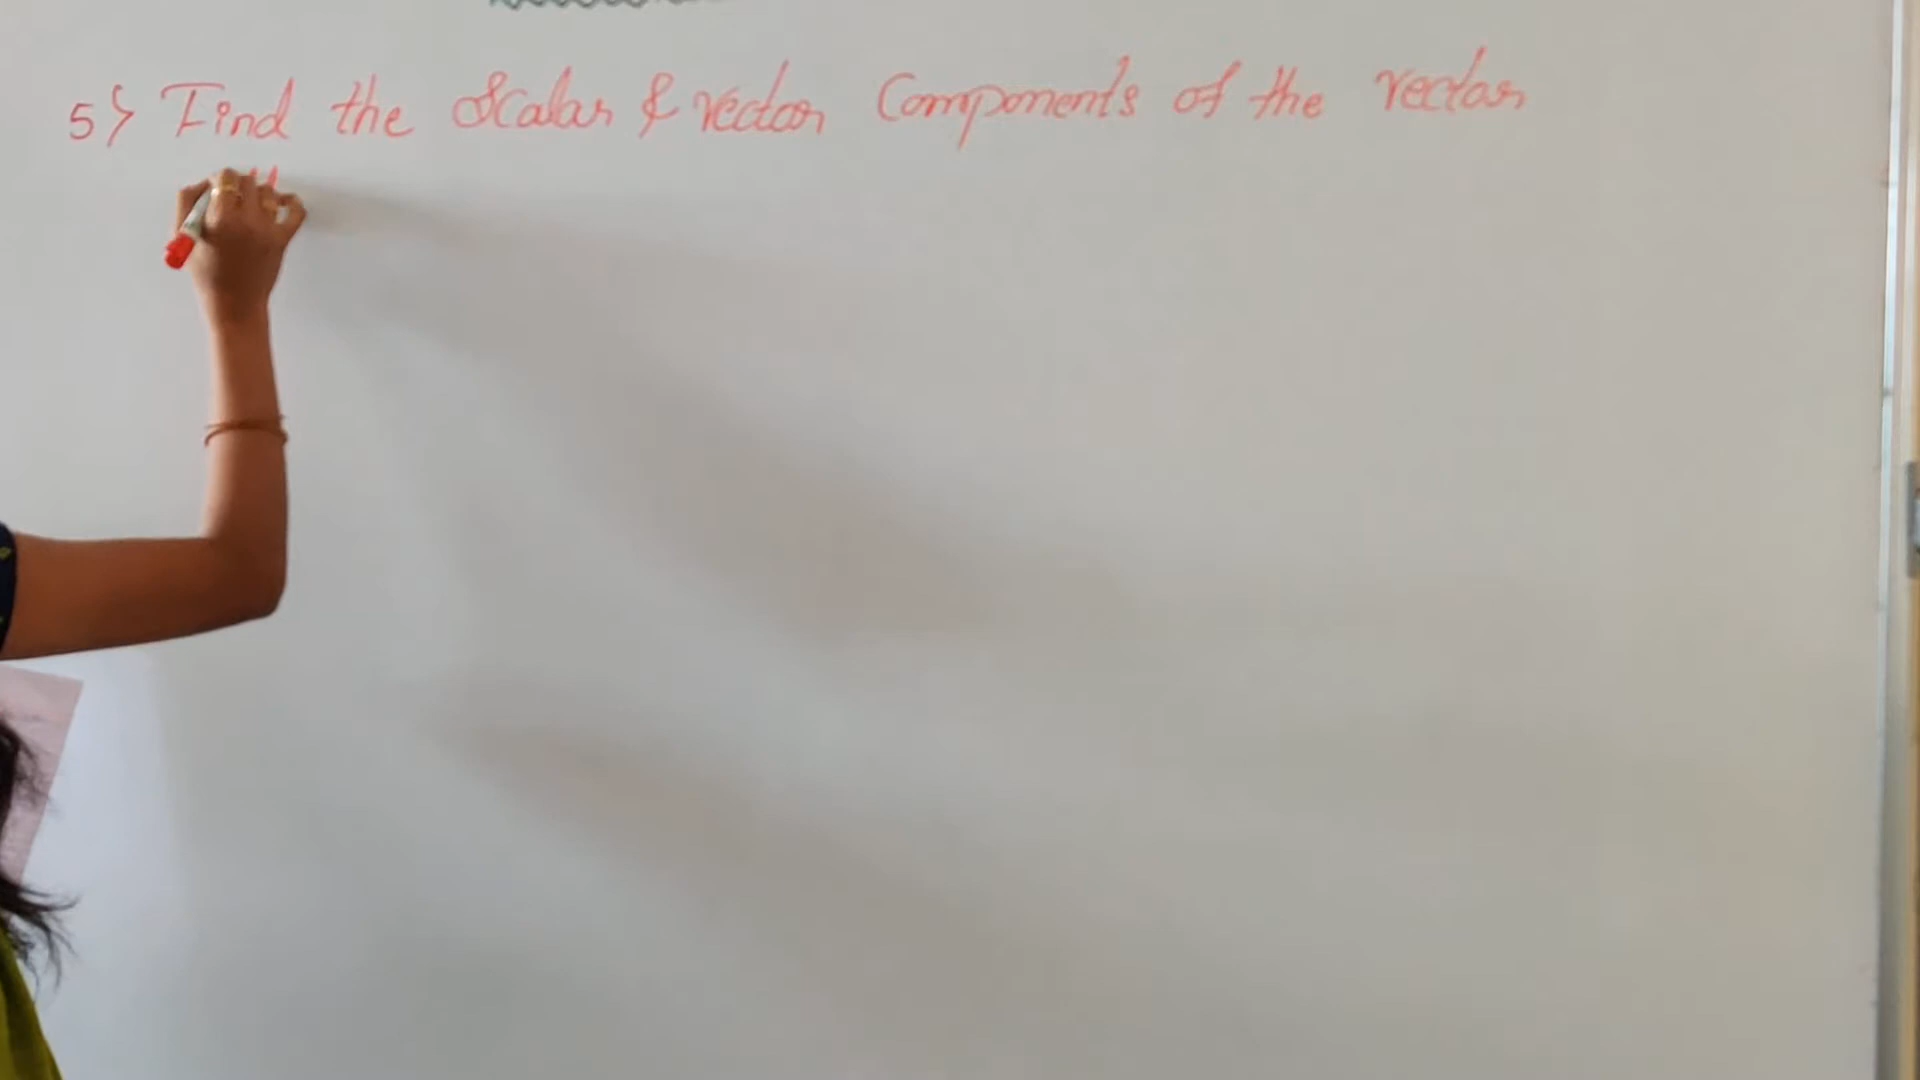 5) Find the Scalar & vector Components of the vector